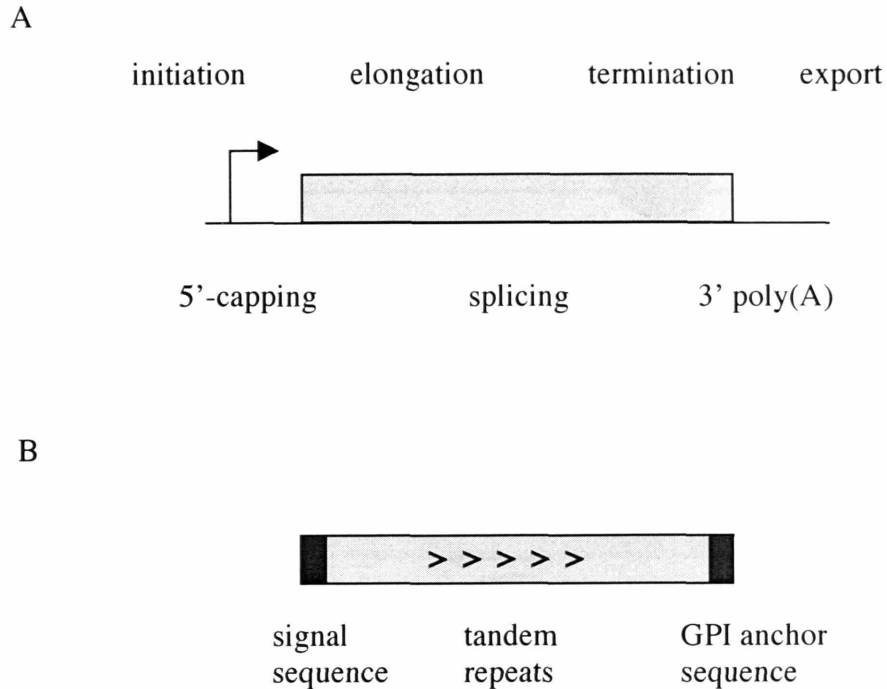 A
initiation elongation termination export
5’-capping splicing 3’ poly(A)
B
> > > > >
signal tandem GPI anchor
sequence repeats sequence